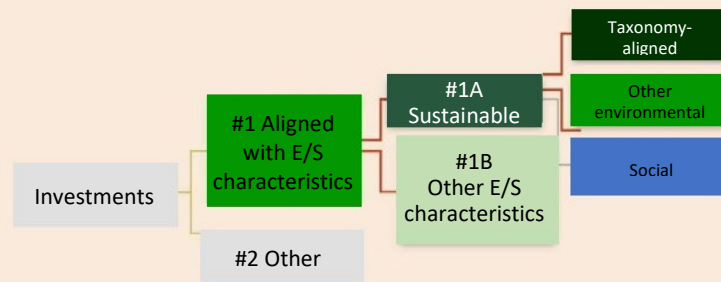 Investments
#1 Aligned
with E/S
characteristics
#2 Other
#1A
Sustainable
#1B
Other E/S
characteristics
Taxonomy-
aligned
Other
environmental
Social